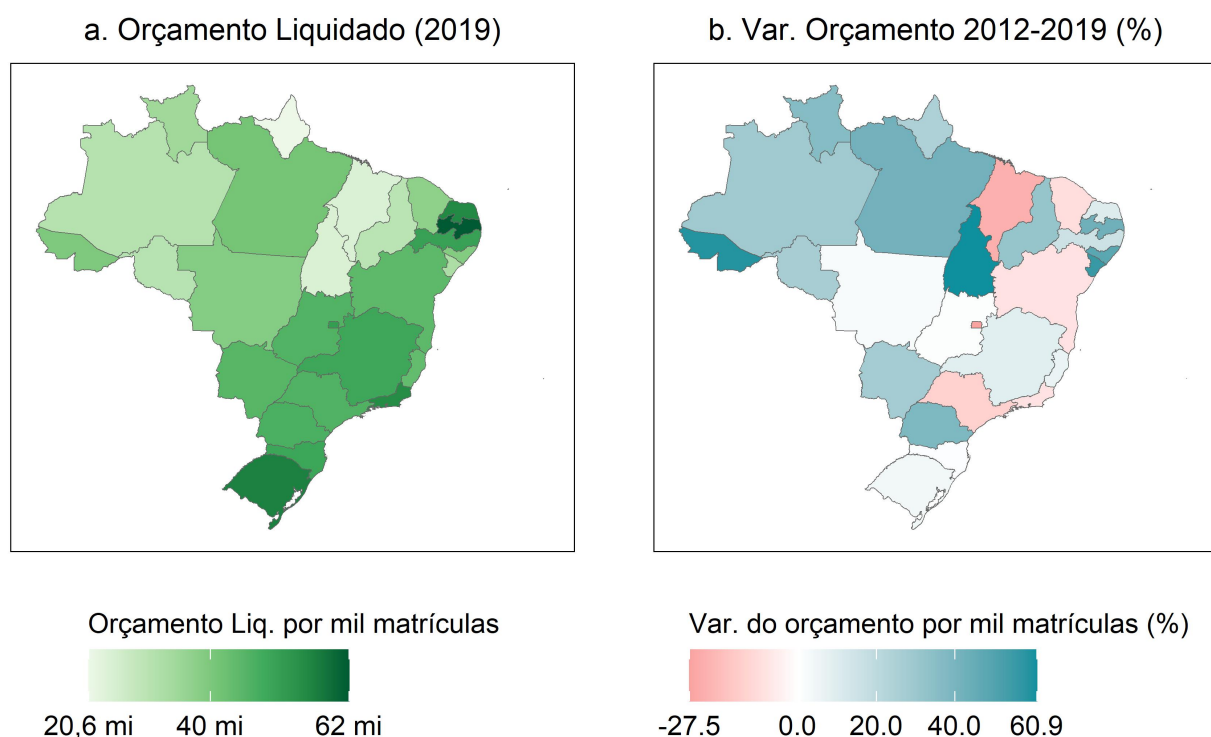 a. Orçamento Liquidado (2019)
b. Var. Orçamento 2012-2019 (%)
Orçamento Liq. por mil matrículas
20,6 mi 40 mi 62 mi
Var. do orçamento por mil matrículas (%)
-27.5 0.0 20.0 40.0 60.9